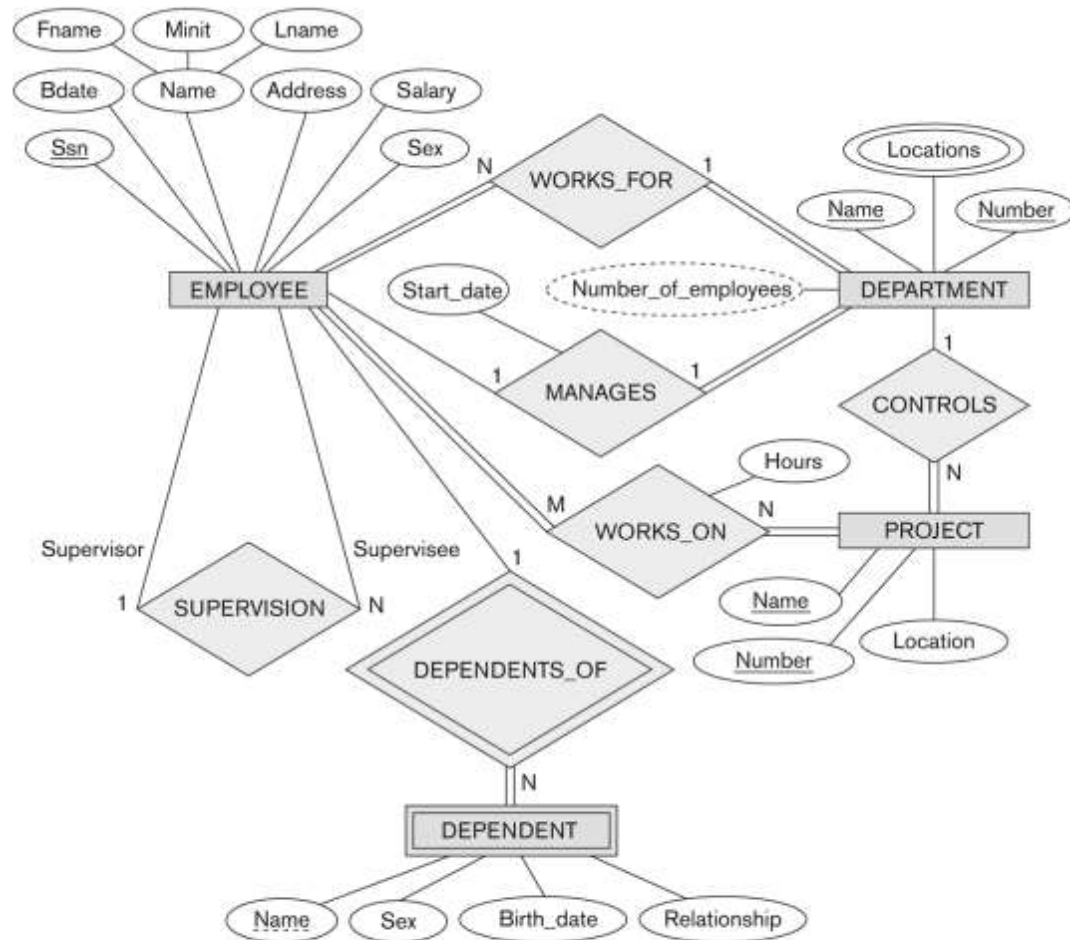 Fname
Minit
Lname
Bdate
Name
Address
Salary
Ssn
Sex
N
WORKS_FOR
1
Locations
Name
Number
EMPLOYEE
Start_date
Number_of_employees
DEPARTMENT
1
MANAGES
1
1
CONTROLS
N
Hours
M
WORKS_ON
N
PROJECT
Supervisor
Supervisee
1
SUPERVISION
N
1
Name
Number
Location
DEPENDENTS_OF
N
DEPENDENT
Name
Sex
Birth_date
Relationship